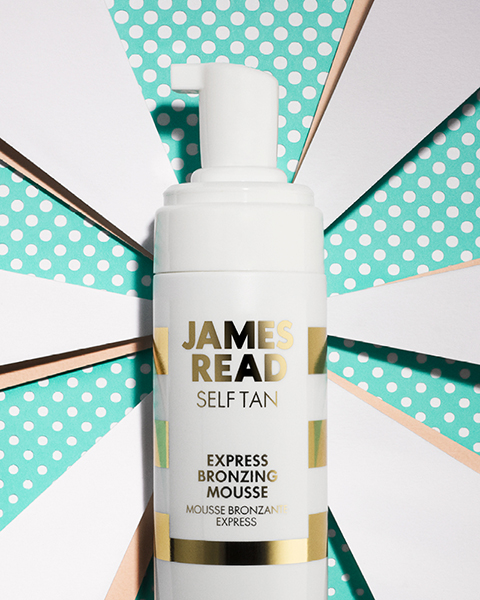 JAMES
READ
SELF TAN
EXPRESS
BRONZING
MOUSSE
MOUSSE BRONZANTE
EXPRESS